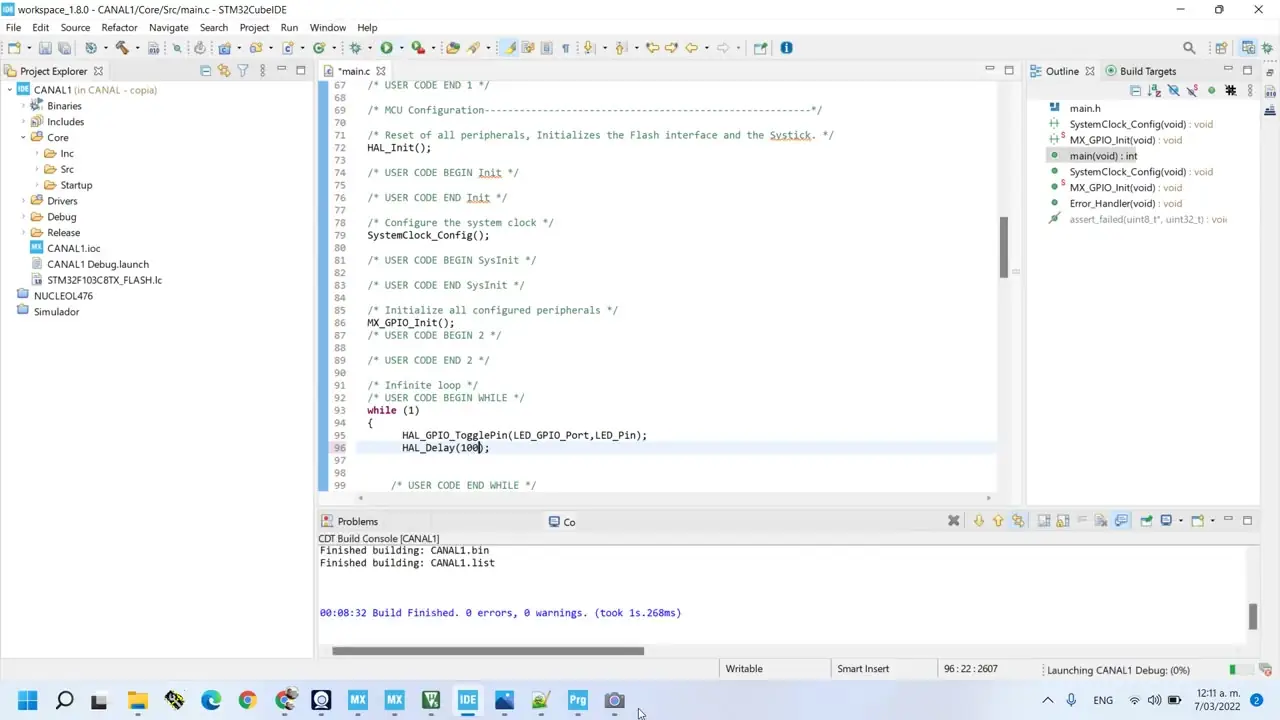 workspace_1.8.0 - CANAL1/Core/Src/main.c - STM32CubeIDE
File Edit Source Refactor Navigate Search Project Run Window Help
Project Explorer
*main.c
Outline
Build Targets
CANAL1 (in CANAL - copia)
Binaries
Includes
Core
Inc
Src
Startup
Drivers
Debug
Release
CANAL1.ioc
CANAL1 Debug.launch
STM32F103C8TX_FLASH.lc
NUCLEOL476
Simulador
67 /* USER CODE END 1 */
68
69 /* MCU Configuration--------------------------------------------------------*/
70
71 /* Reset of all peripherals, Initializes the Flash interface and the Systick. */
72 HAL_Init();
73
74 /* USER CODE BEGIN Init */
75
76 /* USER CODE END Init */
77
78 /* Configure the system clock */
79 SystemClock_Config();
80
81 /* USER CODE BEGIN SysInit */
82
83 /* USER CODE END SysInit */
84
85 /* Initialize all configured peripherals */
86 MX_GPIO_Init();
87 /* USER CODE BEGIN 2 */
88
89 /* USER CODE END 2 */
90
91 /* Infinite loop */
92 /* USER CODE BEGIN WHILE */
93 while (1)
94 {
95 HAL_GPIO_TogglePin(LED_GPIO_Port,LED_Pin);
96 HAL_Delay(100);
97
98
99 /* USER CODE END WHILE */
main.h
SystemClock_Config(void) : void
MX_GPIO_Init(void) : void
main(void) : int
SystemClock_Config(void) : void
MX_GPIO_Init(void) : void
Error_Handler(void) : void
assert_failed(uint8_t*, uint32_t) : voi
Problems
Co
CDT Build Console [CANAL1]
Finished building: CANAL1.bin
Finished building: CANAL1.list
00:08:32 Build Finished. 0 errors, 0 warnings. (took 1s.268ms)
Writable
Smart Insert
96 : 22 : 2607
Launching CANAL1 Debug: (0%)
MX
MX
IDE
Prg
ENG
12:11 a. m.
7/03/2022
2